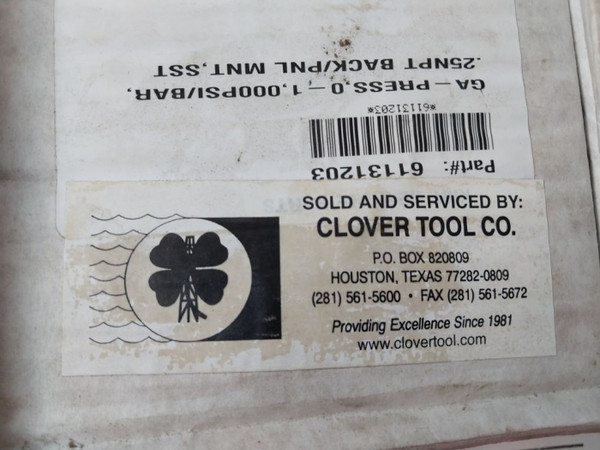 SOLD AND SERVICED BY:
CLOVER TOOL CO.
P.O. BOX 820809
HOUSTON, TEXAS 77282-0809
(281) 561-5600 • FAX (281) 561-5672
Providing Excellence Since 1981
www.clovertool.com
Part#: 61131203
*61131203*
GA-PRESS,0-1,000PSI/BAR,
.25NPT BACK/PNL MNT,SST